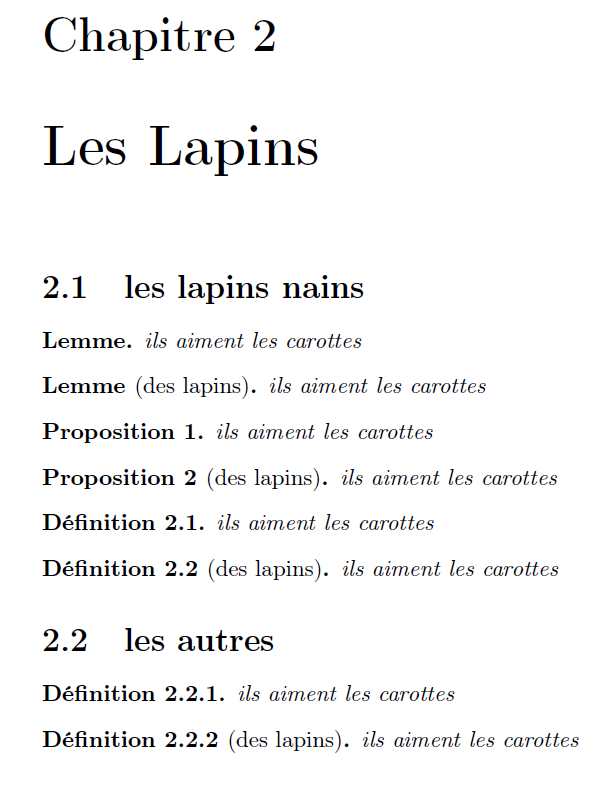 Chapitre 2
Les Lapins
2.1 les lapins nains
Lemme. ils aiment les carottes
Lemme (des lapins). ils aiment les carottes
Proposition 1. ils aiment les carottes
Proposition 2 (des lapins). ils aiment les carottes
Définition 2.1. ils aiment les carottes
Définition 2.2 (des lapins). ils aiment les carottes
2.2 les autres
Définition 2.2.1. ils aiment les carottes
Définition 2.2.2 (des lapins). ils aiment les carottes